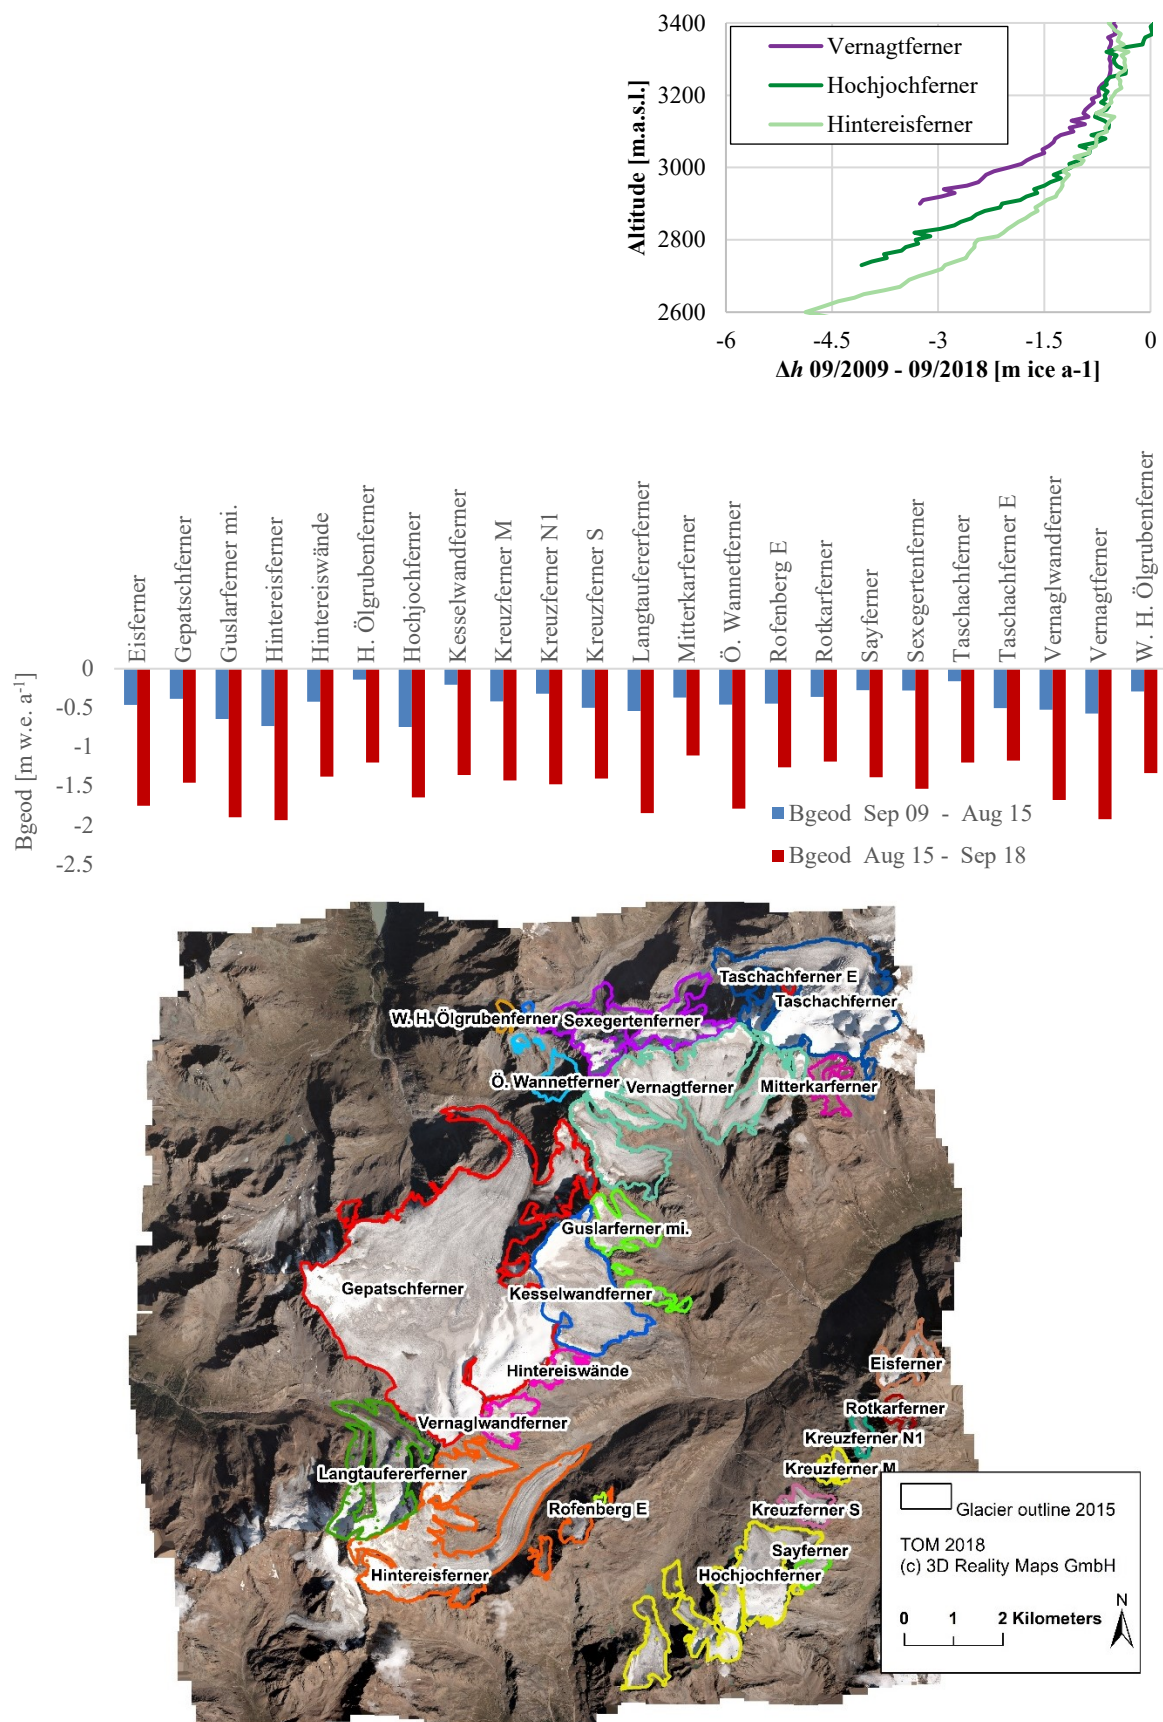 3400
3200
3000
2800
2600
Altitude [m.a.s.l.]
Vernagtferner
Hochjochferner
Hintereisferner
-6 -4.5 -3 -1.5 0
Δh 09/2009 - 09/2018 [m ice a-1]
Eisferner
Gepatschferner
Guslarferner mi.
Hintereisferner
Hintereiswände
H. Ölgrubenferner
Hochjochferner
Kesselwandferner
Kreuzferner M
Kreuzferner N1
Kreuzferner S
Langtaufererferner
Mitterkarferner
Ö. Wannetferner
Rofenberg E
Rotkarferner
Sayferner
Sexegertenferner
Taschachferner
Taschachferner E
Vernaglwandferner
Vernagtferner
W. H. Ölgrubenferner
0
-0.5
-1
-1.5
-2
-2.5
Bgeod [m w.e. a-1]
Bgeod Sep 09 - Aug 15
Bgeod Aug 15 - Sep 18
Taschachferner E
Taschachferner
W. H. Ölgrubenferner
Sexegertenferner
Ö. Wannetferner
Vernagtferner
Mitterkarferner
Guslarferner mi.
Gepatschferner
Kesselwandferner
Hintereiswände
Eisferner
Rotkarferner
Vernaglwandferner
Kreuzferner N1
Langtaufererferner
Kreuzferner M
Rofenberg E
Kreuzferner S
Sayferner
Hintereisferner
Hochjochferner
Glacier outline 2015
TOM 2018
(c) 3D Reality Maps GmbH
N
0 1 2 Kilometers